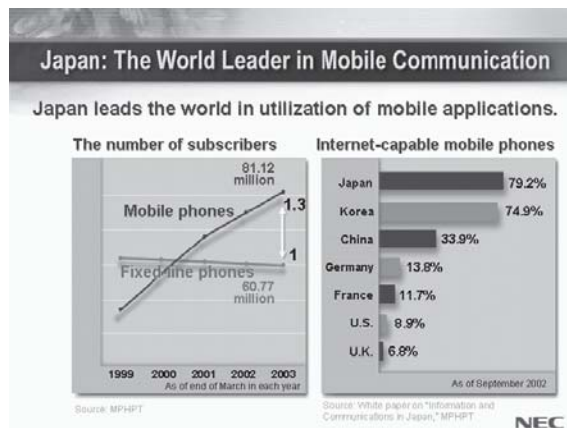 Japan: The World Leader in Mobile Communication
Japan leads the world in utilization of mobile applications.
The number of subscribers
81.12
million
1.3
Mobile phones
1
Fixed-line phones
60.77
million
1999 2000 2001 2002 2003
As of end of March in each year
Source: MPHPT
Internet-capable mobile phones
Japan 79.2%
Korea 74.9%
China 33.9%
Germany 13.8%
France 11.7%
U.S. 8.9%
U.K. 6.8%
As of September 2002
Source: White paper on "Information and
Communications in Japan," MPHPT
NEC